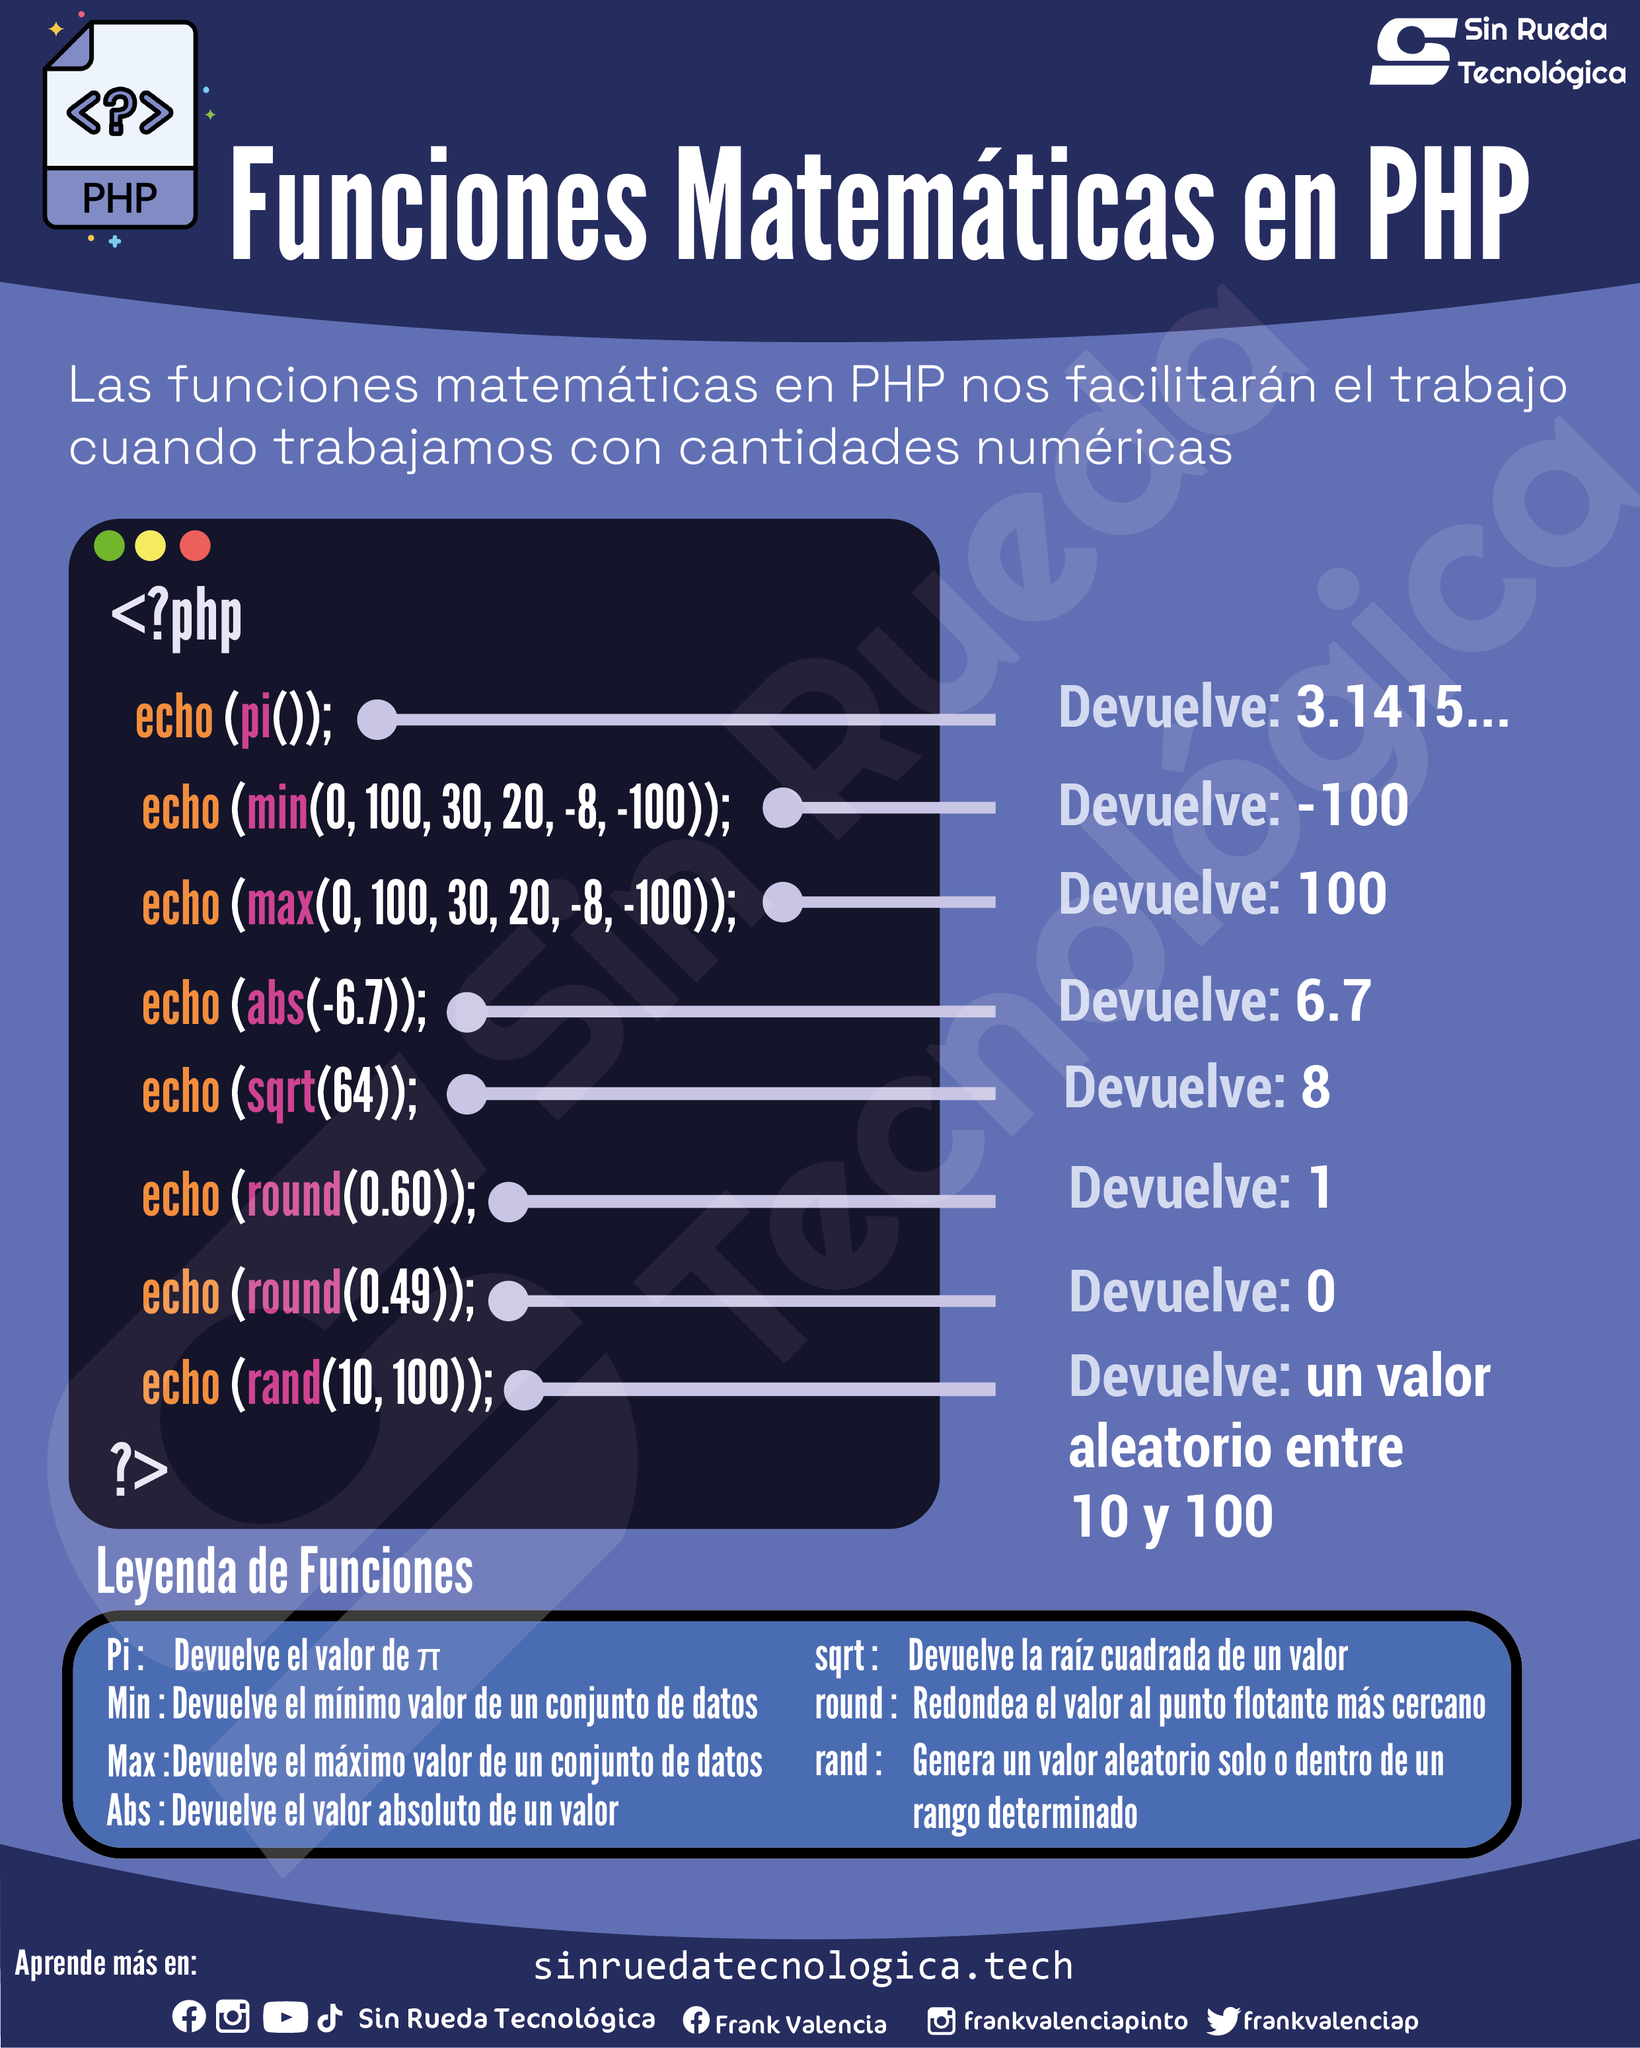 <?>
PHP
Sin Rueda
Tecnológica
Funciones Matemáticas en PHP
Las funciones matemáticas en PHP nos facilitarán el trabajo
cuando trabajamos con cantidades numéricas
<?php
echo (pi()); Devuelve: 3.1415...
echo (min(0, 100, 30, 20, -8, -100)); Devuelve: -100
echo (max(0, 100, 30, 20, -8, -100)); Devuelve: 100
echo (abs(-6.7)); Devuelve: 6.7
echo (sqrt(64)); Devuelve: 8
echo (round(0.60)); Devuelve: 1
echo (round(0.49)); Devuelve: 0
echo (rand(10, 100)); Devuelve: un valor
aleatorio entre
10 y 100
?>
Sin Rueda
Tecnológica
Leyenda de Funciones
Pi : Devuelve el valor de π
Min : Devuelve el mínimo valor de un conjunto de datos
Max :Devuelve el máximo valor de un conjunto de datos
Abs : Devuelve el valor absoluto de un valor
sqrt : Devuelve la raíz cuadrada de un valor
round : Redondea el valor al punto flotante más cercano
rand : Genera un valor aleatorio solo o dentro de un
rango determinado
Aprende más en:
sinruedatecnologica.tech
Sin Rueda Tecnológica Frank Valencia frankvalenciapinto frankvalenciap